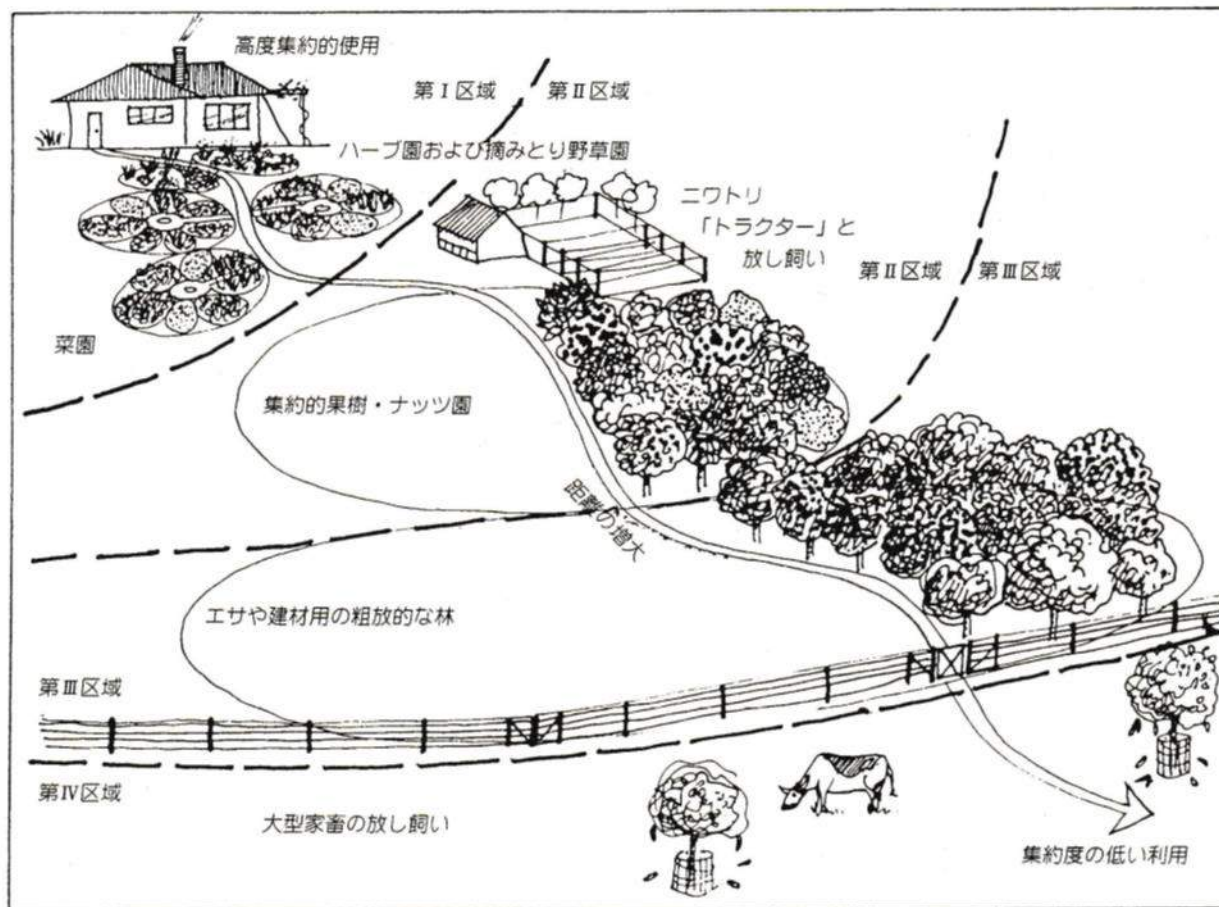 高度集約的使用
第Ⅰ区域
第Ⅱ区域
ハーブ園および摘みとり野草園
ニワトリ
「トラクター」と
放し飼い
第Ⅱ区域
第Ⅲ区域
菜園
集約的果樹・ナッツ園
距離の増大
エサや建材用の粗放的な林
第Ⅲ区域
第Ⅳ区域
大型家畜の放し飼い
集約度の低い利用